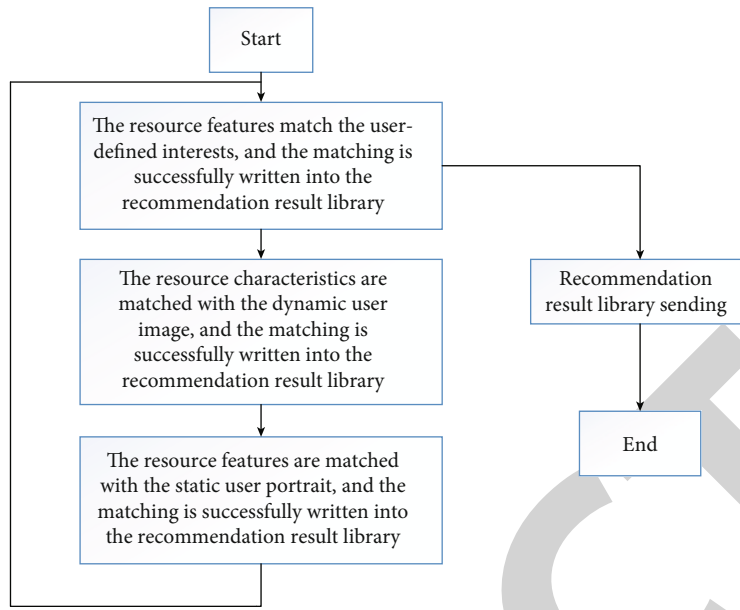 Start
The resource features match the user-
defined interests, and the matching is
successfully written into the
recommendation result library
The resource characteristics are
matched with the dynamic user
image, and the matching is
successfully written into the
recommendation result library
The resource features are matched
with the static user portrait, and the
matching is successfully written into
the recommendation result library
Recommendation
result library sending
End